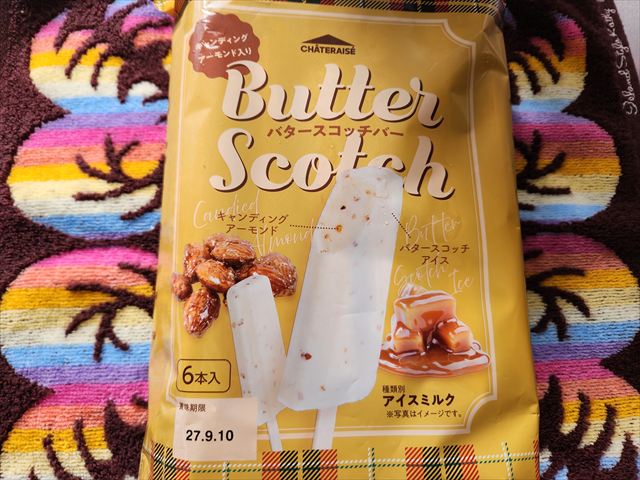 キャンディング
アーモンド入り
CHÂTERAISÉ
Butter
バタースコッチバー
Scotch
Candied
Almond
キャンディング
アーモンド
Butter
Scotch
Ice
バタースコッチ
アイス
6本入
種類別
アイスミルク
※写真はイメージです。
賞味期限
27.9.10
Island Style Katty